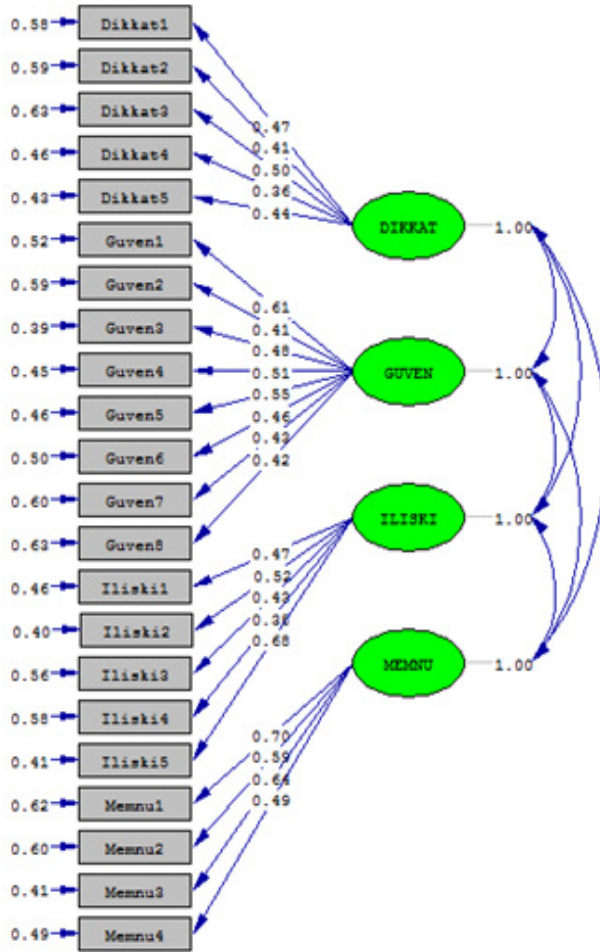 0.58 Dikkat1
0.59 Dikkat2
0.63 Dikkat3
0.46 Dikkat4
0.43 Dikkat5
0.52 Guven1
0.59 Guven2
0.39 Guven3
0.45 Guven4
0.46 Guven5
0.50 Guven6
0.60 Guven7
0.63 Guven8
0.46 Iliski1
0.40 Iliski2
0.56 Iliski3
0.58 Iliski4
0.41 Iliski5
0.62 Memnu1
0.60 Memnu2
0.41 Memnu3
0.49 Memnu4
0.47
0.41
0.50
0.36
0.44
0.61
0.41
0.48
0.51
0.55
0.46
0.43
0.42
0.47
0.52
0.43
0.68
0.70
0.59
0.64
0.49
DIKKAT 1.00
GUVEN 1.00
ILISKI 1.00
MEMNU 1.00